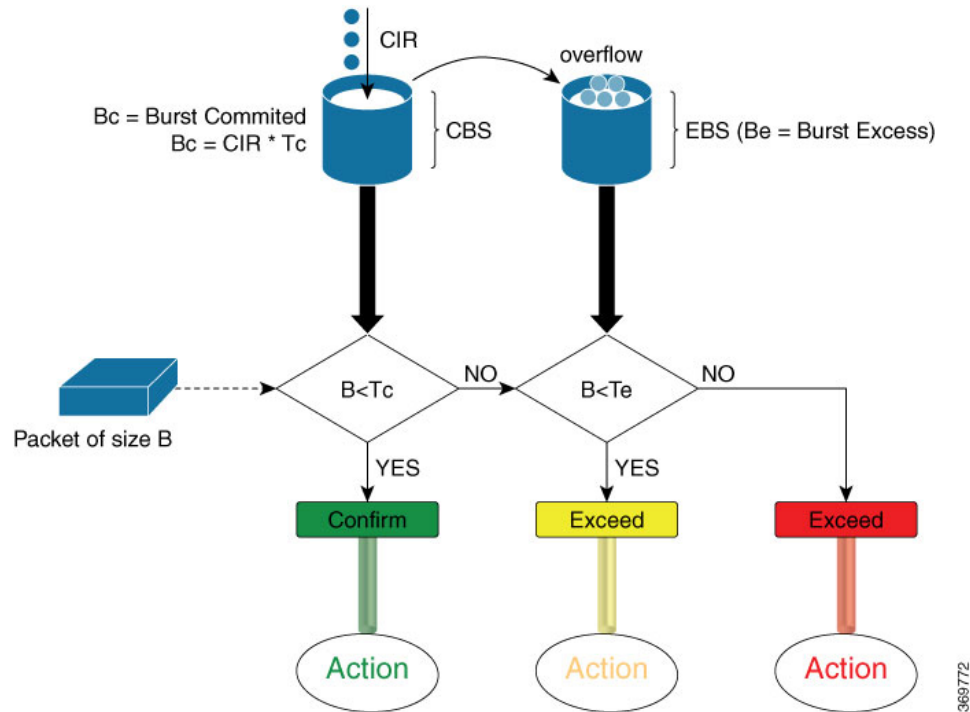 CIR
overflow
Bc = Burst Commited
Bc = CIR * Tc
CBS
EBS (Be = Burst Excess)
B<Tc
NO
B<Te
NO
Packet of size B
YES
YES
Confirm
Exceed
Exceed
Action
Action
Action
369772